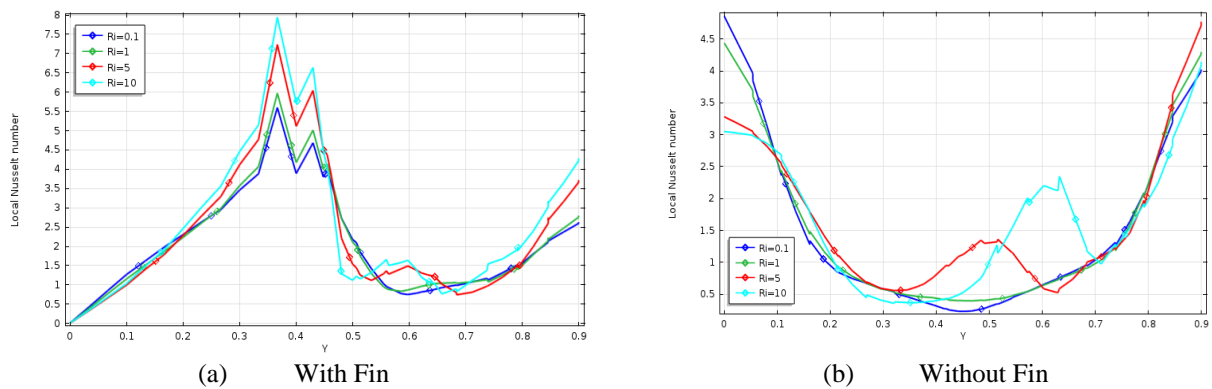 8
7.5
7
6.5
6
5.5
5
4.5
4
3.5
3
2.5
2
1.5
1
0.5
0
Local Nusselt number
Ri=0.1
Ri=1
Ri=5
Ri=10
0 0.1 0.2 0.3 0.4 0.5 0.6 0.7 0.8 0.9
Y
(a) With Fin
4.5
4
3.5
3
2.5
2
1.5
1
0.5
Local Nusselt number
Ri=0.1
Ri=1
Ri=5
Ri=10
0 0.1 0.2 0.3 0.4 0.5 0.6 0.7 0.8 0.9
Y
(b) Without Fin